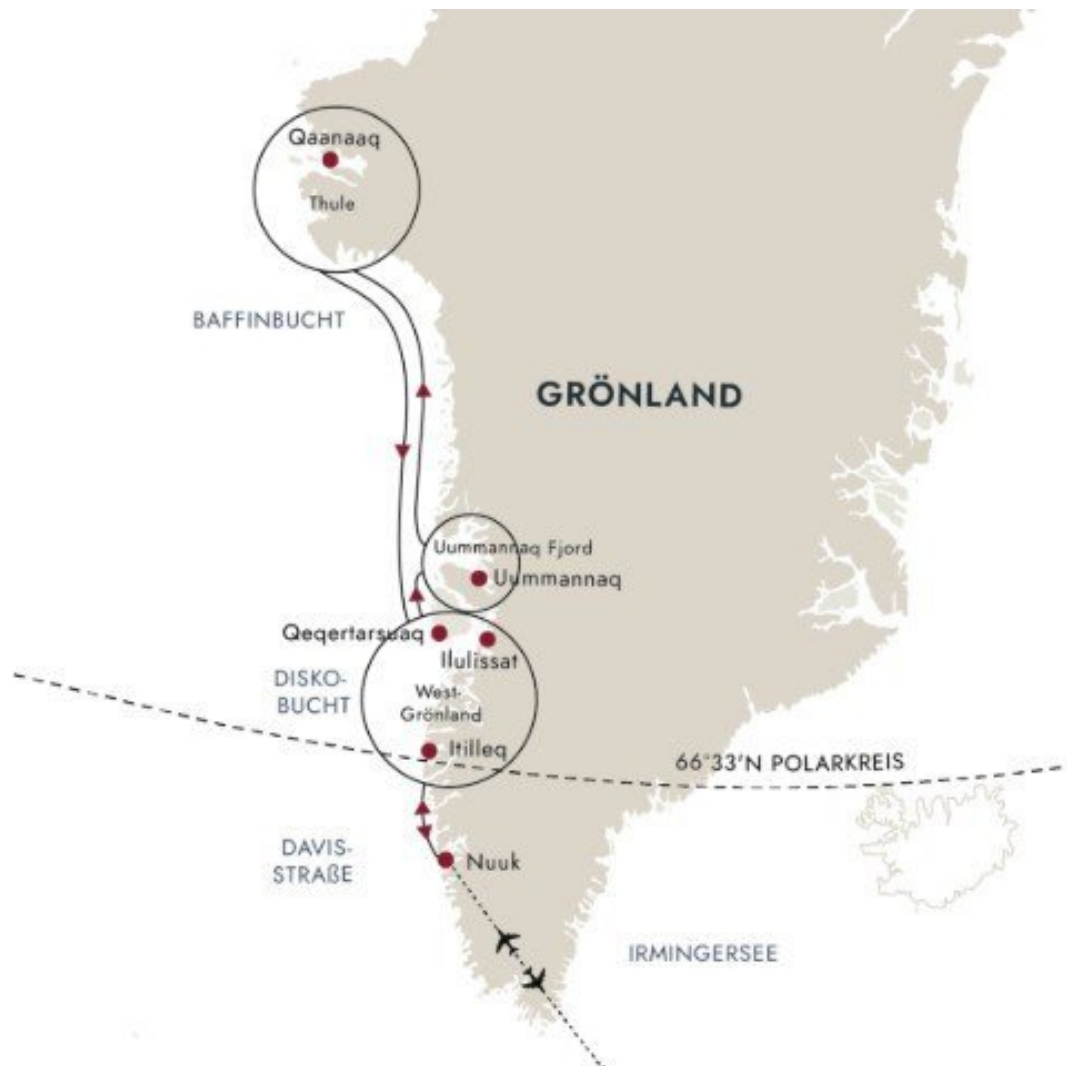 Qaanaaq
Thule
BAFFINBUCHT
GRÖNLAND
Uummannaq Fjord
Uummannaq
Qeqertarsuaq
Ilulissat
DISKO-
BUCHT
West-
Grönland
Itilleq
66°33'N POLARKREIS
DAVIS-
STRAßE
Nuuk
IRMINGERSEE